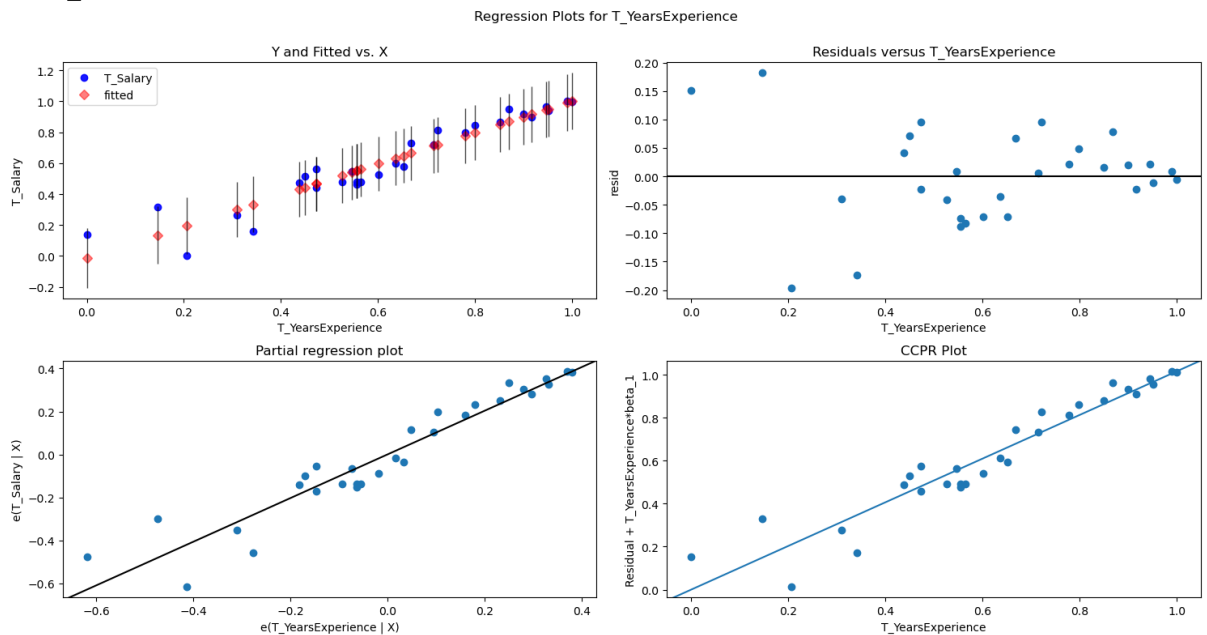 Regression Plots for T_YearsExperience
Y and Fitted vs. X
T_Salary
fitted
1.2
1.0
0.8
0.6
0.4
0.2
0.0
−0.2
T_Salary
0.0 0.2 0.4 0.6 0.8 1.0
T_YearsExperience
Residuals versus T_YearsExperience
0.20
0.15
0.10
0.05
0.00
−0.05
−0.10
−0.15
−0.20
resid
0.0 0.2 0.4 0.6 0.8 1.0
T_YearsExperience
Partial regression plot
0.4
0.2
0.0
−0.2
−0.4
−0.6
e(T_Salary | X)
−0.6 −0.4 −0.2 0.0 0.2 0.4
e(T_YearsExperience | X)
CCPR Plot
1.0
0.8
0.6
0.4
0.2
0.0
Residual + T_YearsExperience*beta_1
0.0 0.2 0.4 0.6 0.8 1.0
T_YearsExperience